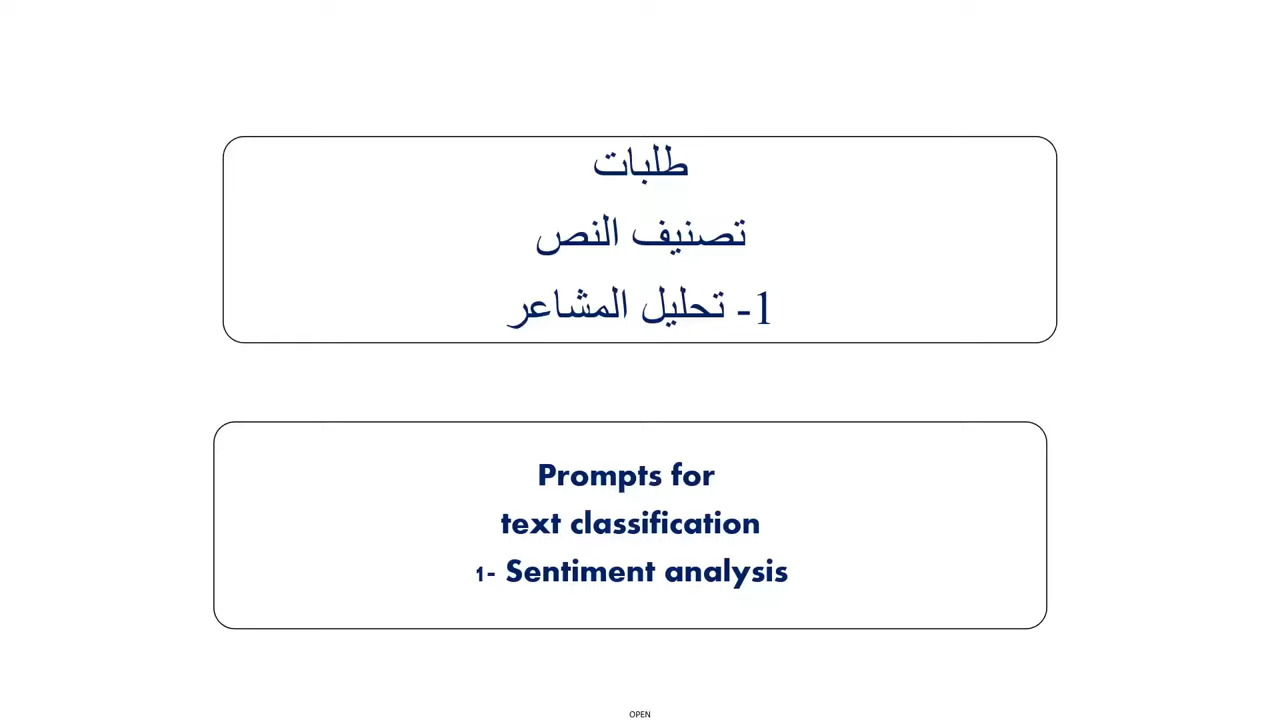 طلبات
تصنيف النص
1- تحليل المشاعر
Prompts for
text classification
1- Sentiment analysis
OPEN